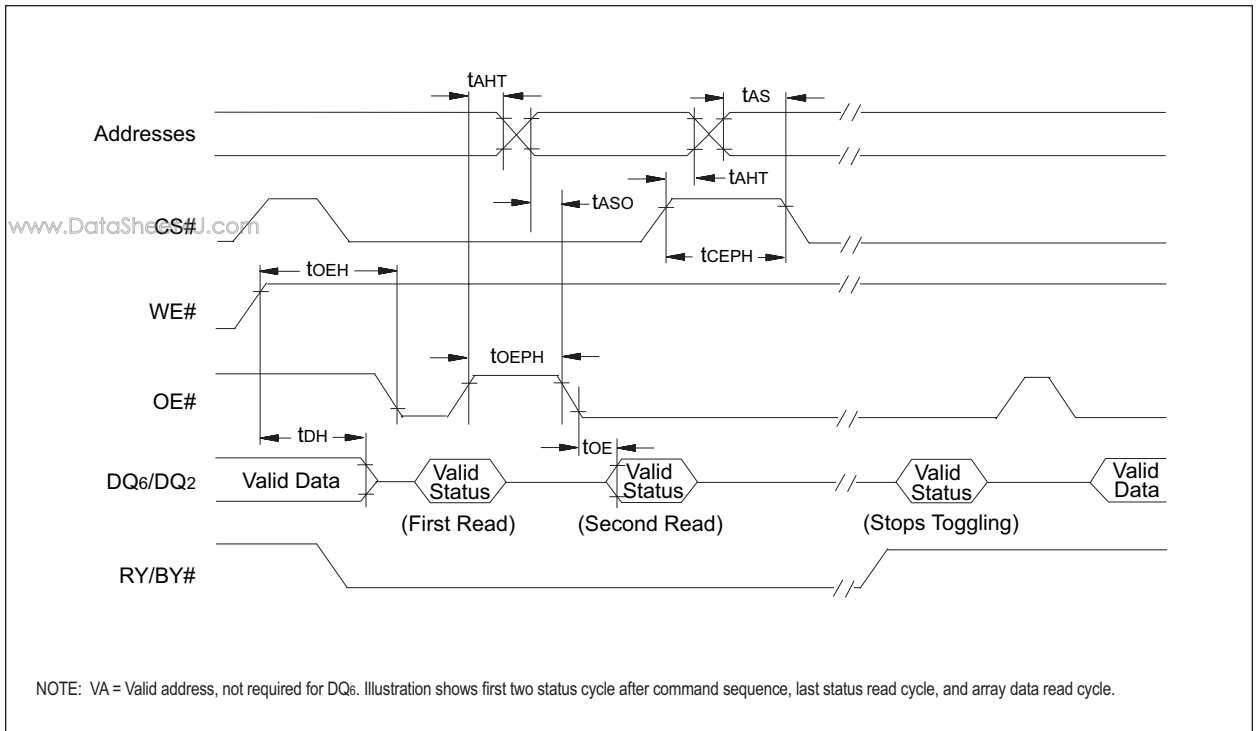 tAHT
tAS
Addresses
tAHT
tASO
www.DataSheet4U.com
CS#
tCEPH
tOEH
WE#
tOEPH
OE#
tDH
tOE
DQ6/DQ2
Valid Data
Valid
Status
Valid
Status
Valid
Status
Valid
Data
(First Read)
(Second Read)
(Stops Toggling)
RY/BY#
NOTE: VA = Valid address, not required for DQ6. Illustration shows first two status cycle after command sequence, last status read cycle, and array data read cycle.